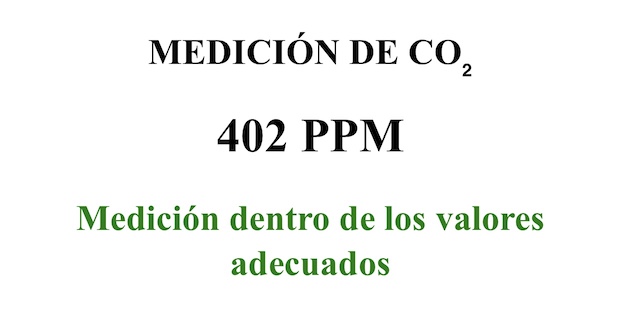 MEDICIÓN DE CO₂
402 PPM
Medición dentro de los valores
adecuados